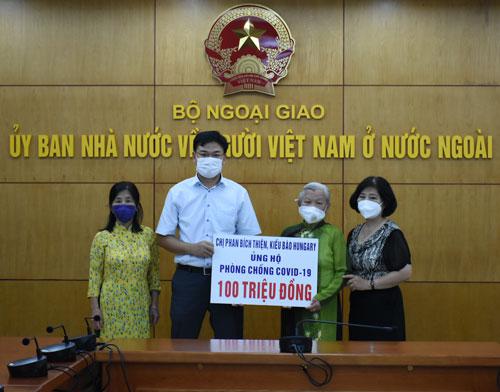 BỘ NGOẠI GIAO
ỦY BAN NHÀ NƯỚC VỀ NGƯỜI VIỆT NAM Ở NƯỚC NGOÀI
CHỊ PHAN BÍCH THIỆN, KIỀU BÀO HUNGARY
ỦNG HỘ
PHÒNG CHỐNG COVID-19
100 TRIỆU ĐỒNG